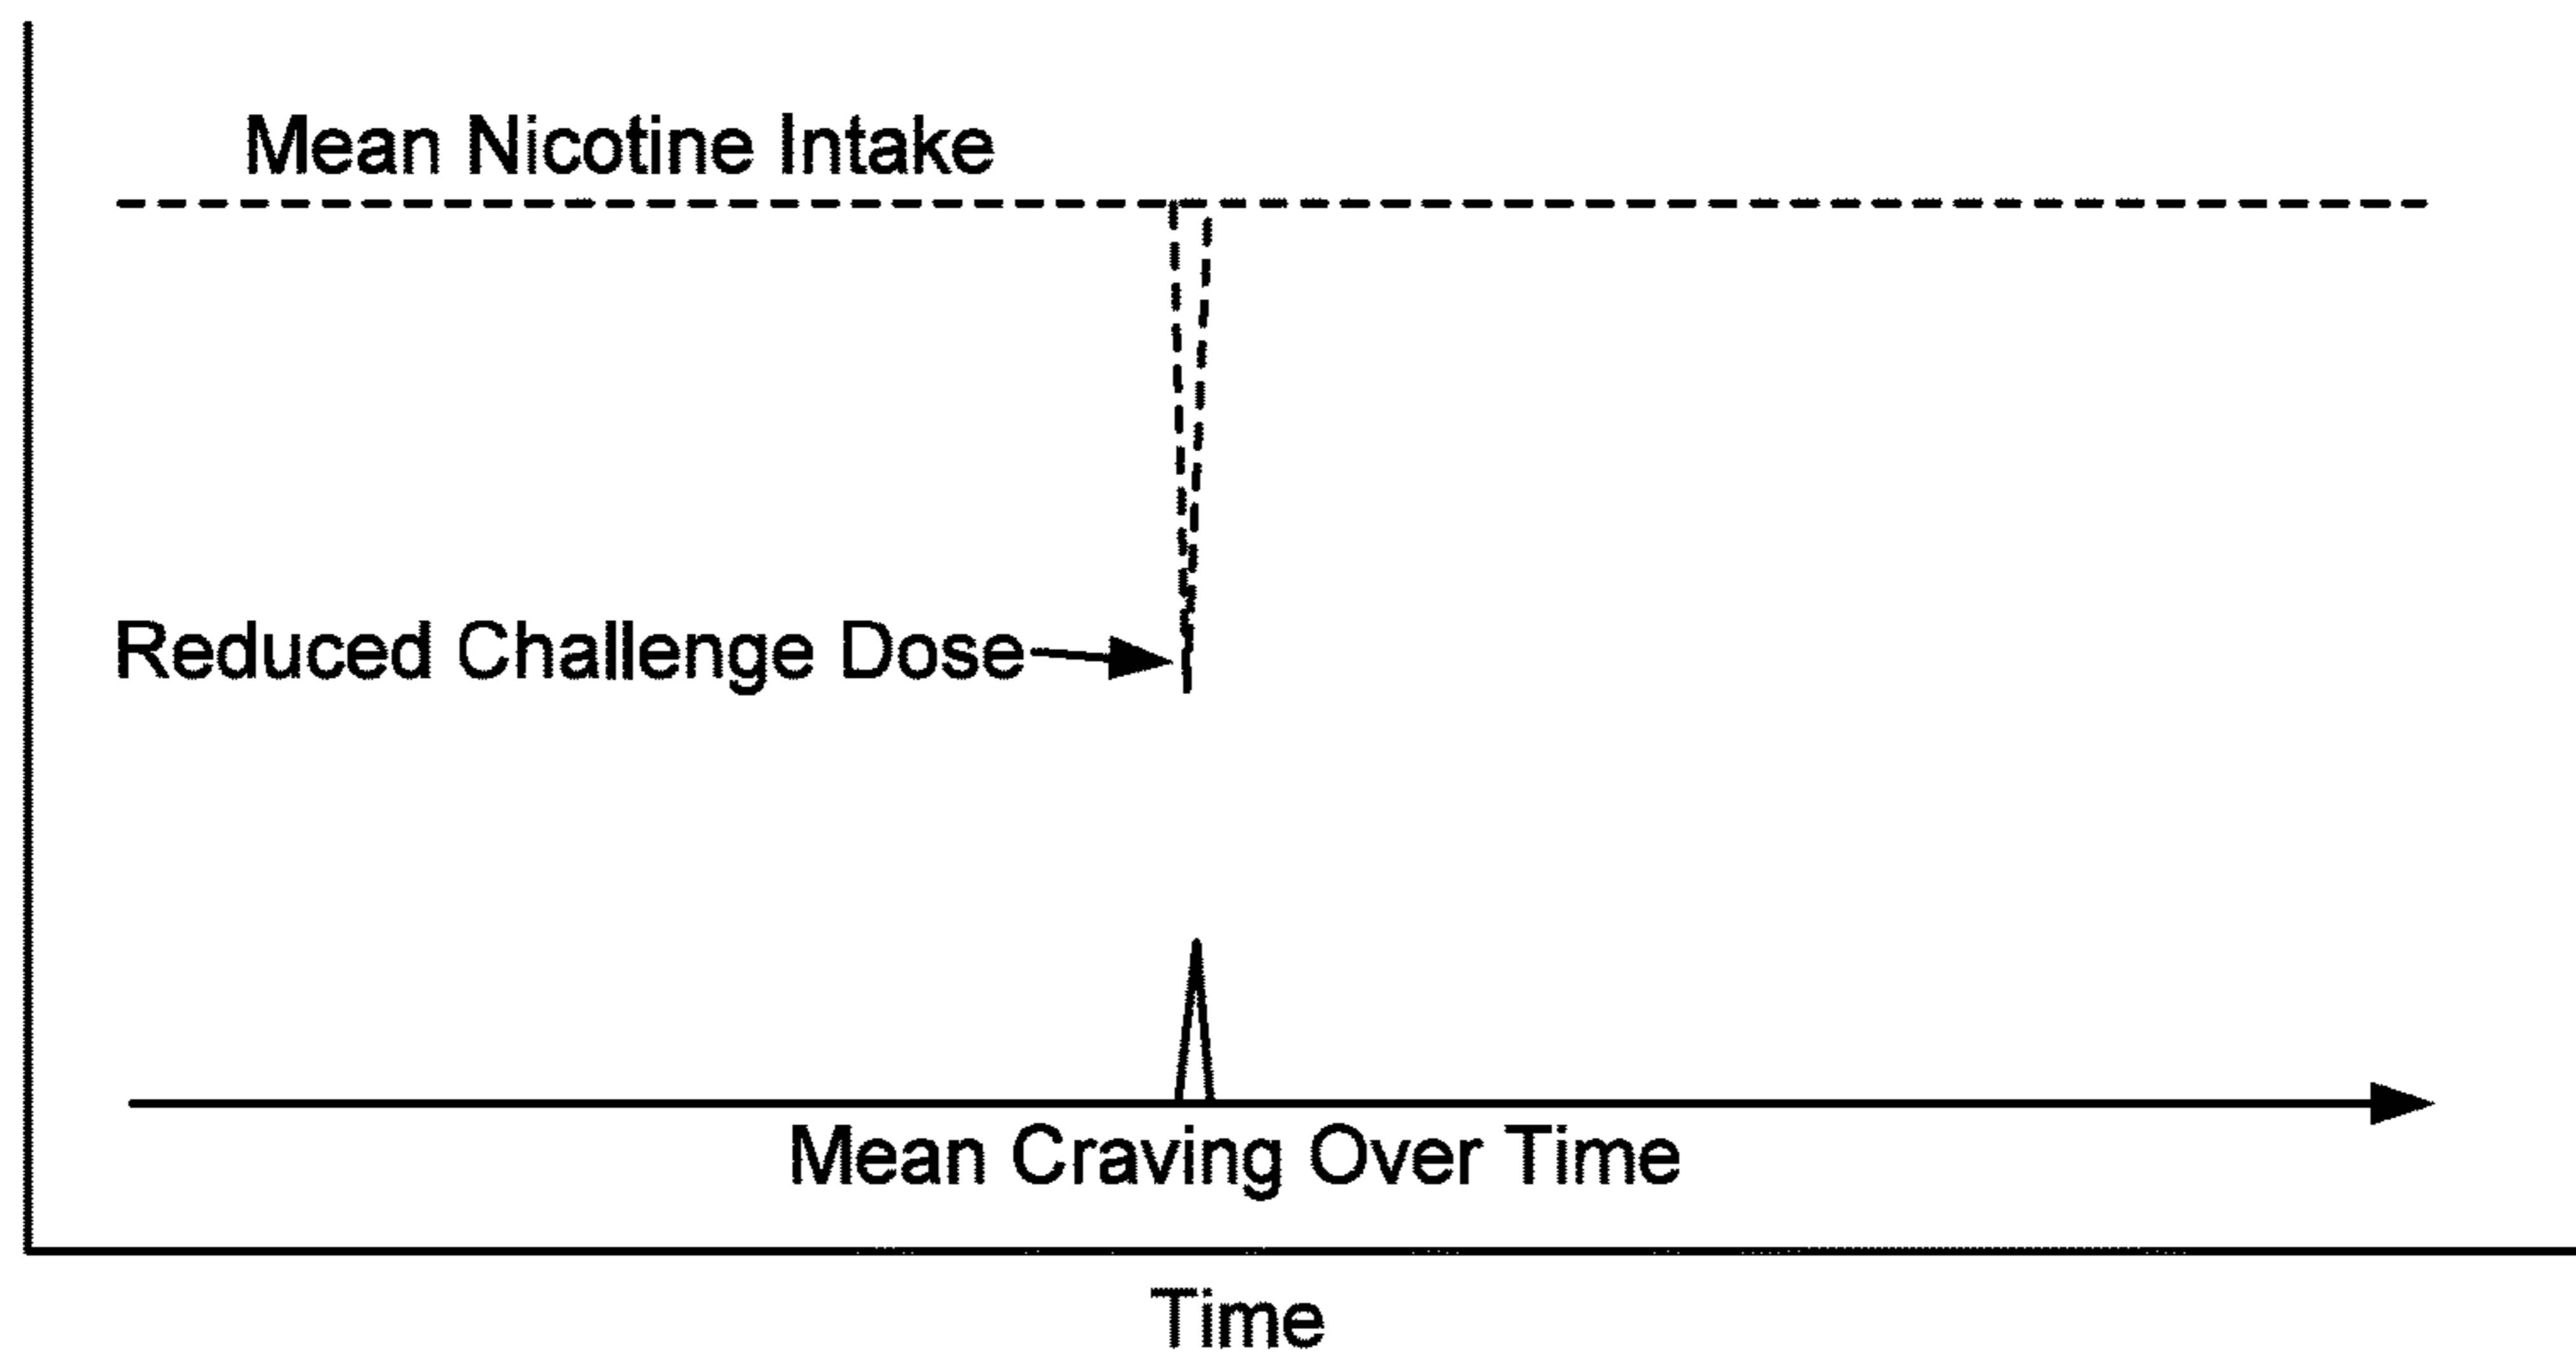 Mean Nicotine Intake
Reduced Challenge Dose
Mean Craving Over Time
Time